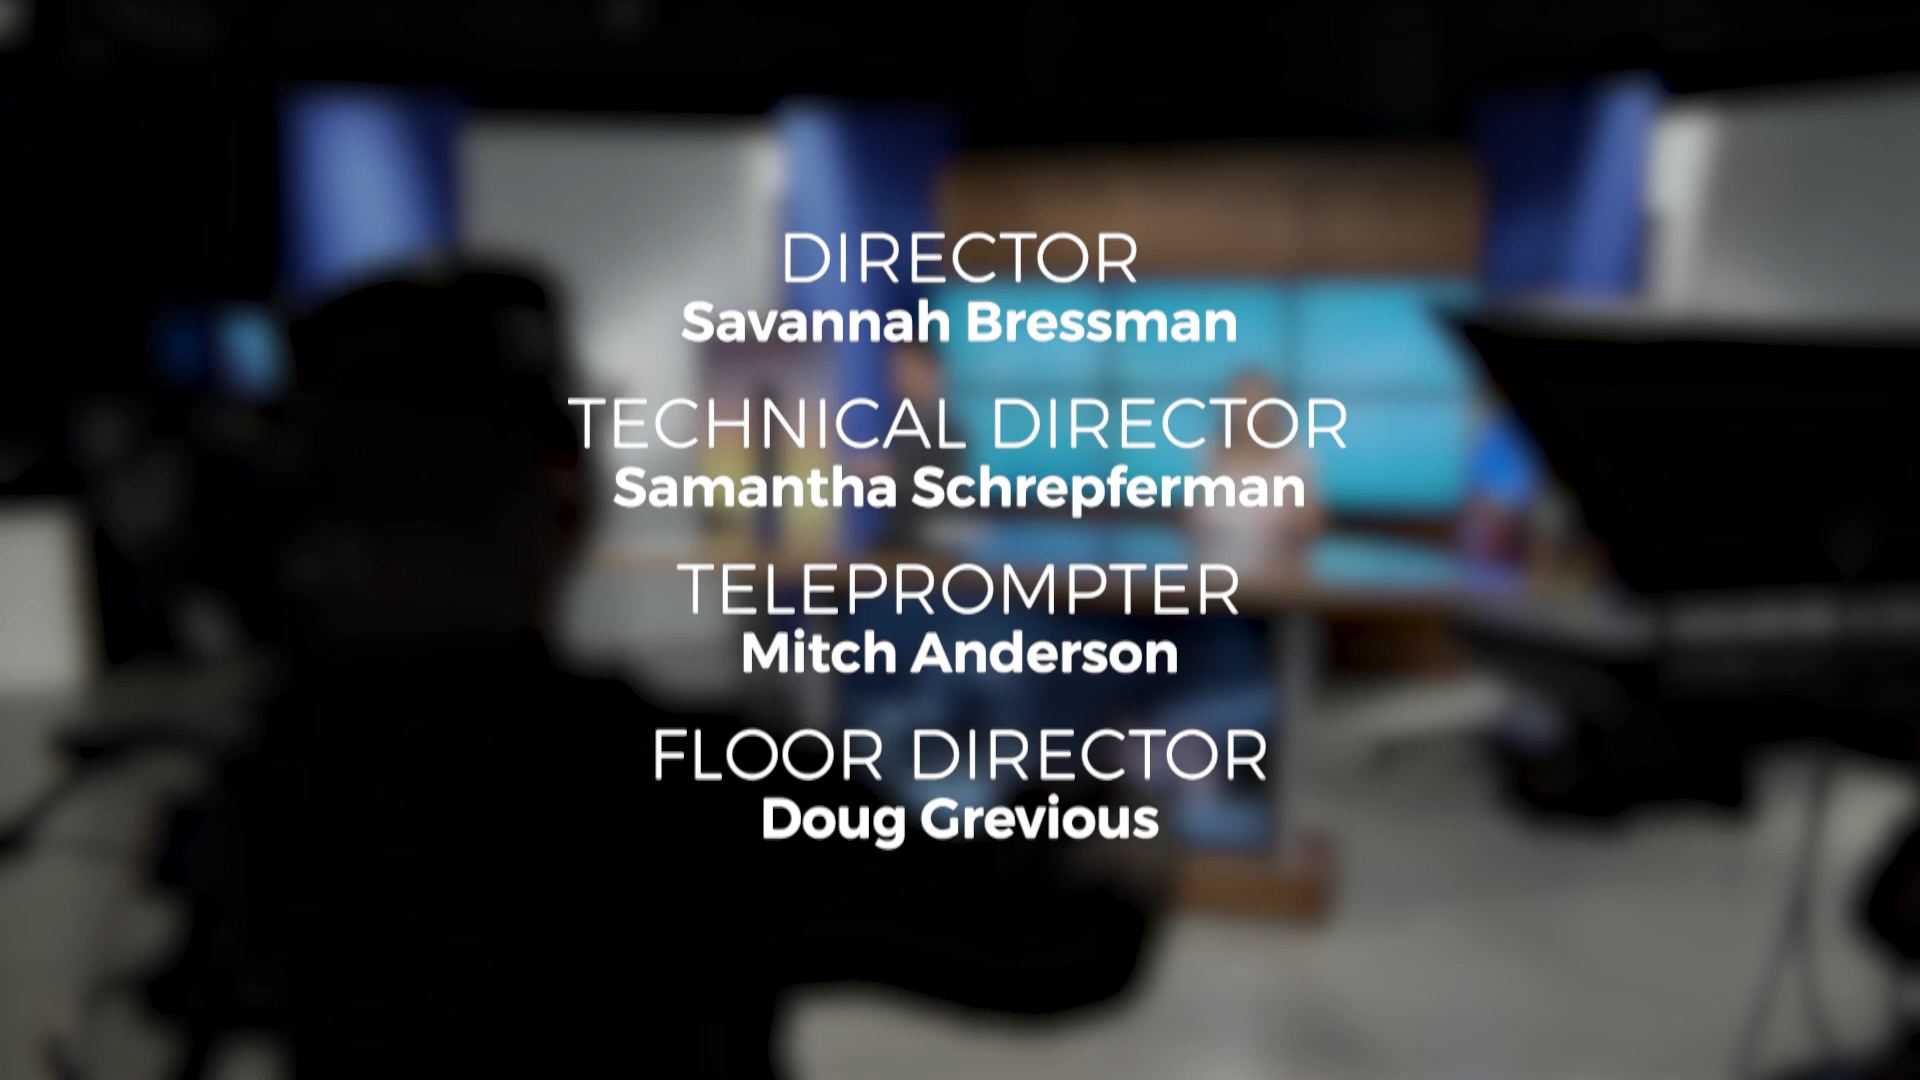 DIRECTOR
Savannah Bressman
TECHNICAL DIRECTOR
Samantha Schrepferman
TELEPROMPTER
Mitch Anderson
FLOOR DIRECTOR
Doug Grevious